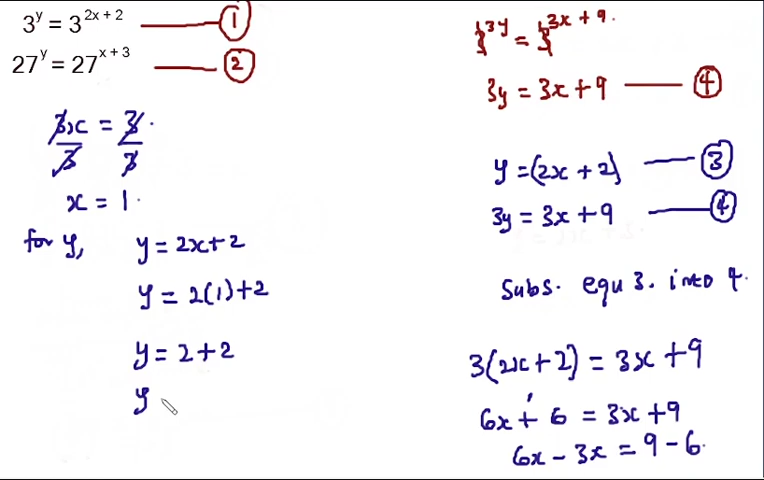 3^y = 3^(2x + 2) ——— ①
27^y = 27^(x + 3) ——— ②
3x/3 = 3/3.
x = 1.
for y, y = 2x+2
y = 2(1)+2
y = 2+2
y
3^(3y) = 3^(3x + 9).
3y = 3x+9 ——— ④
y = (2x + 2) ——— ③
3y = 3x+9 ——— ④
Subs. equ 3. into 4.
3(2x+2) = 3x+9
6x + 6 = 3x+9
6x - 3x = 9 - 6.